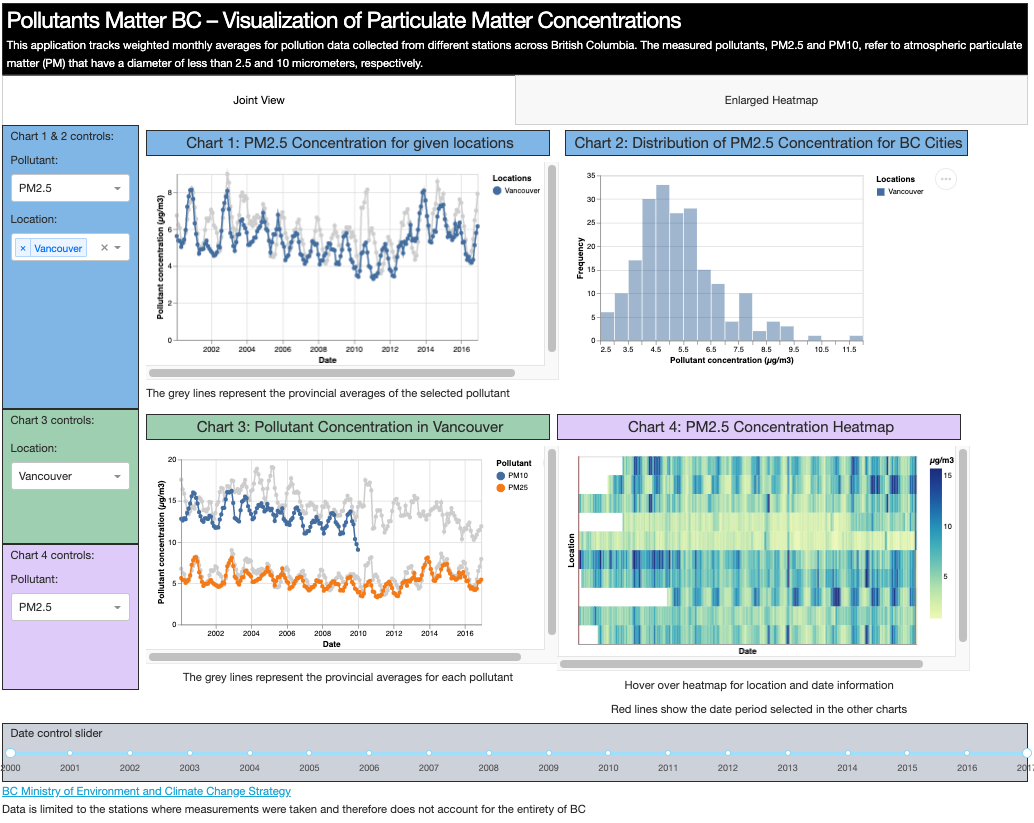 Pollutants Matter BC – Visualization of Particulate Matter Concentrations
This application tracks weighted monthly averages for pollution data collected from different stations across British Columbia. The measured pollutants, PM2.5 and PM10, refer to atmospheric particulate
matter (PM) that have a diameter of less than 2.5 and 10 micrometers, respectively.
Joint View
Enlarged Heatmap
Chart 1 & 2 controls:
Pollutant:
PM2.5
Location:
× Vancouver ×
Chart 1: PM2.5 Concentration for given locations
Pollutant concentration (µg/m3)
8
6
4
2
0
2002 2004 2006 2008 2010 2012 2014 2016
Date
Locations
Vancouver
The grey lines represent the provincial averages of the selected pollutant
Chart 2: Distribution of PM2.5 Concentration for BC Cities
Frequency
35
30
25
20
15
10
5
0
2.5 3.5 4.5 5.5 6.5 7.5 8.5 9.5 10.5 11.5
Pollutant concentration (µg/m3)
Locations
Vancouver
Chart 3 controls:
Location:
Vancouver
Chart 3: Pollutant Concentration in Vancouver
Pollutant concentration (µg/m3)
20
15
10
5
0
2002 2004 2006 2008 2010 2012 2014 2016
Date
Pollutant
PM10
PM25
The grey lines represent the provincial averages for each pollutant
Chart 4 controls:
Pollutant:
PM2.5
Chart 4: PM2.5 Concentration Heatmap
Location
Date
µg/m3
15
10
5
Hover over heatmap for location and date information
Red lines show the date period selected in the other charts
Date control slider
2000 2001 2002 2003 2004 2005 2006 2007 2008 2009 2010 2011 2012 2013 2014 2015 2016 201
BC Ministry of Environment and Climate Change Strategy
Data is limited to the stations where measurements were taken and therefore does not account for the entirety of BC